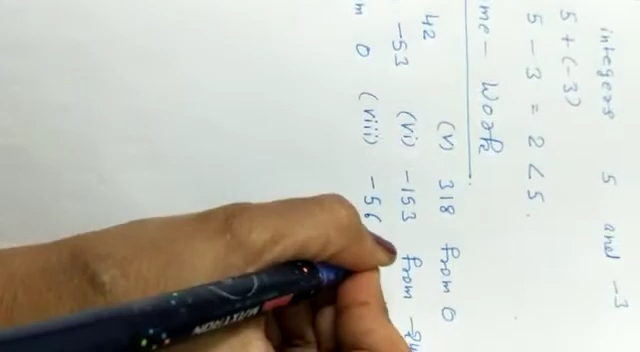 integers 5 and -3
5 + (-3)
5 - 3 = 2 < 5.
me - Work
42 (v) 318 from 0
-53 (vi) -153 from
m 0 (viii) -56
MAXTRON